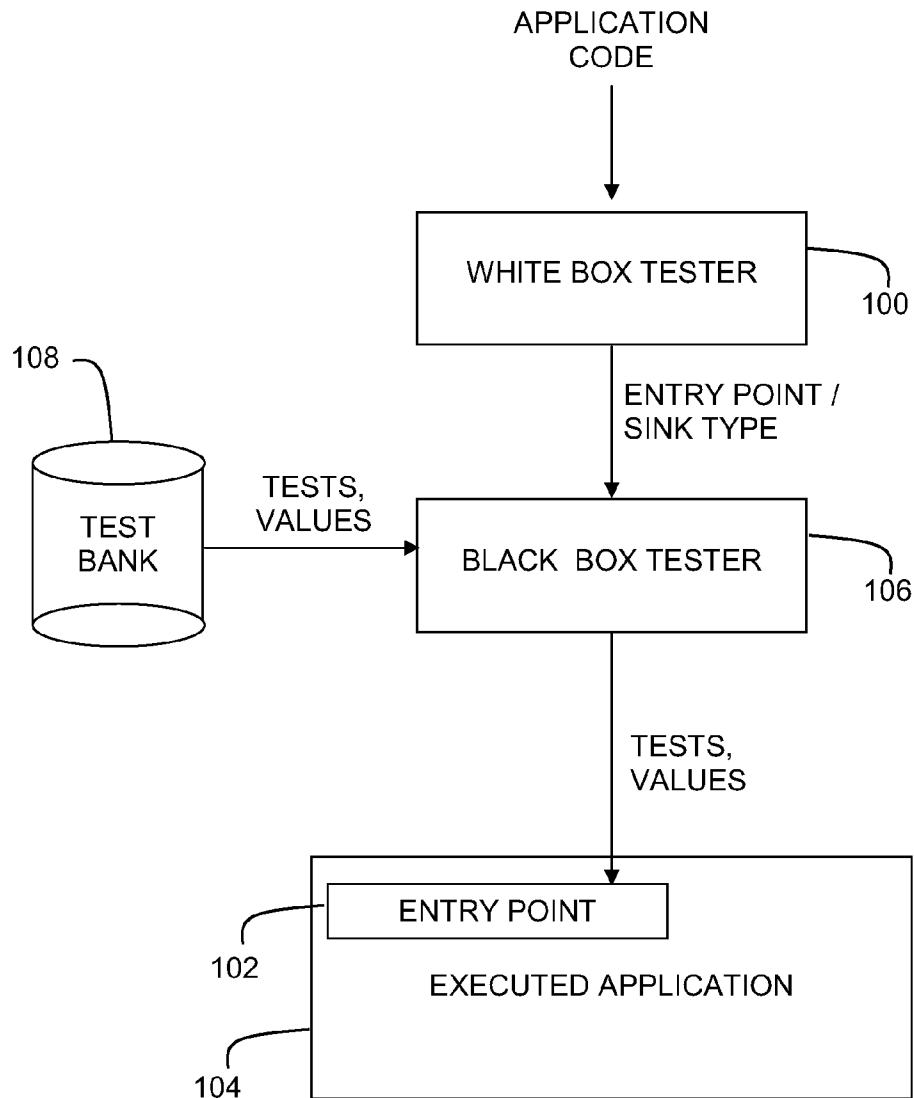 APPLICATION
CODE
WHITE BOX TESTER
100
108
ENTRY POINT /
SINK TYPE
TESTS,
VALUES
TEST
BANK
BLACK BOX TESTER
106
TESTS,
VALUES
ENTRY POINT
102
EXECUTED APPLICATION
104